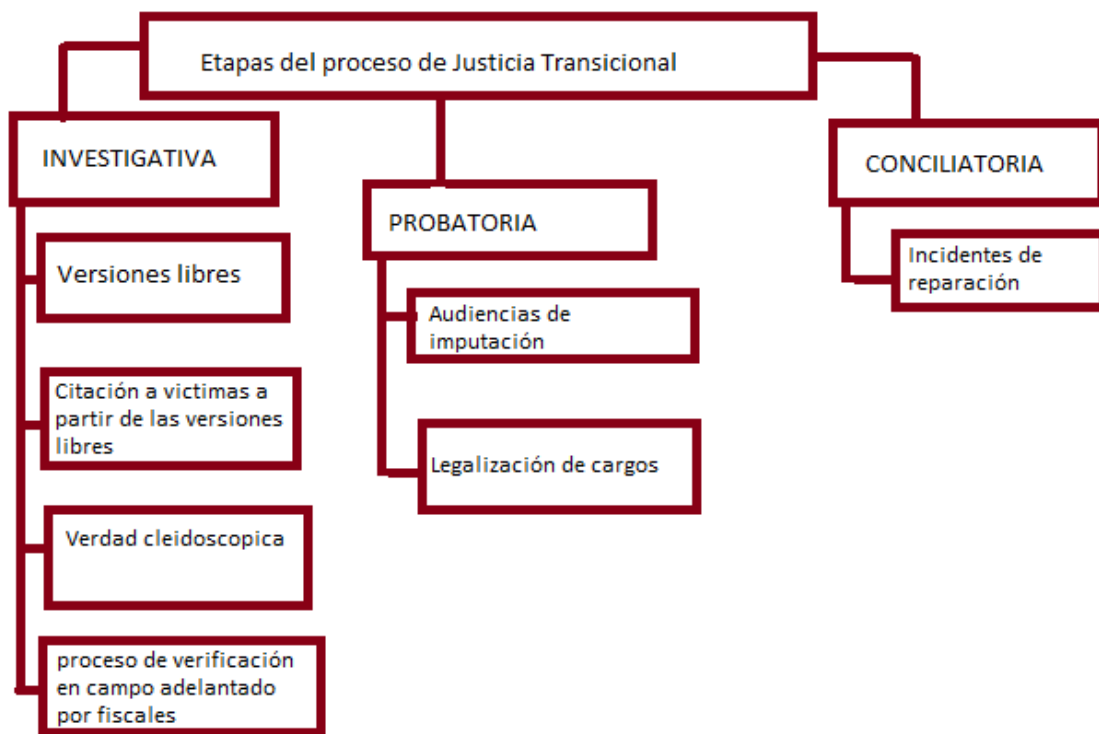 Etapas del proceso de Justicia Transicional
INVESTIGATIVA
Versiones libres
Citación a victimas a
partir de las versiones
libres
Verdad cleidoscopica
proceso de verificación
en campo adelantado
por fiscales
PROBATORIA
Audiencias de
imputación
Legalización de cargos
CONCILIATORIA
Incidentes de
reparación